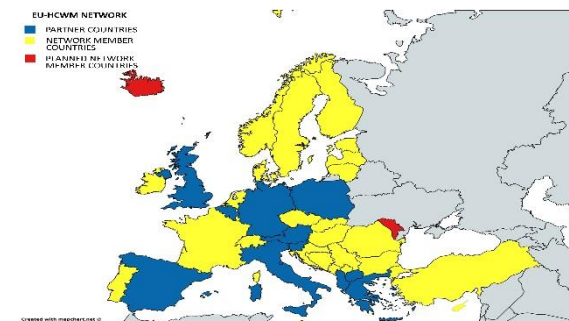 EU-HCWM NETWORK
PARTNER COUNTRIES
NETWORK MEMBER
COUNTRIES
PLANNED NETWORK
MEMBER COUNTRIES
Created with mapchart.net ©